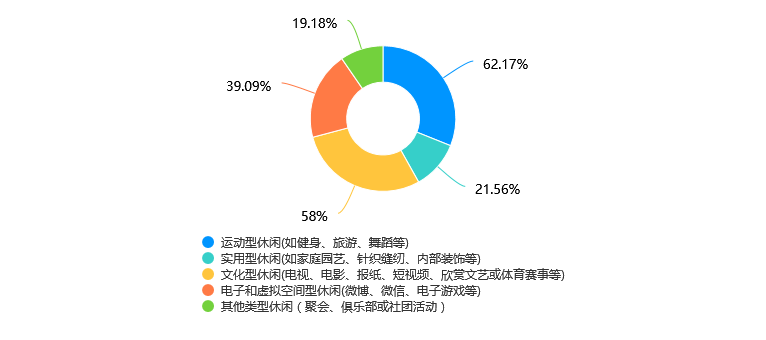 19.18%
62.17%
39.09%
21.56%
58%
运动型休闲(如健身、旅游、舞蹈等)
实用型休闲(如家庭园艺、针织缝纫、内部装饰等)
文化型休闲(电视、电影、报纸、短视频、欣赏文艺或体育赛事等)
电子和虚拟空间型休闲(微博、微信、电子游戏等)
其他类型休闲（聚会、俱乐部或社团活动）